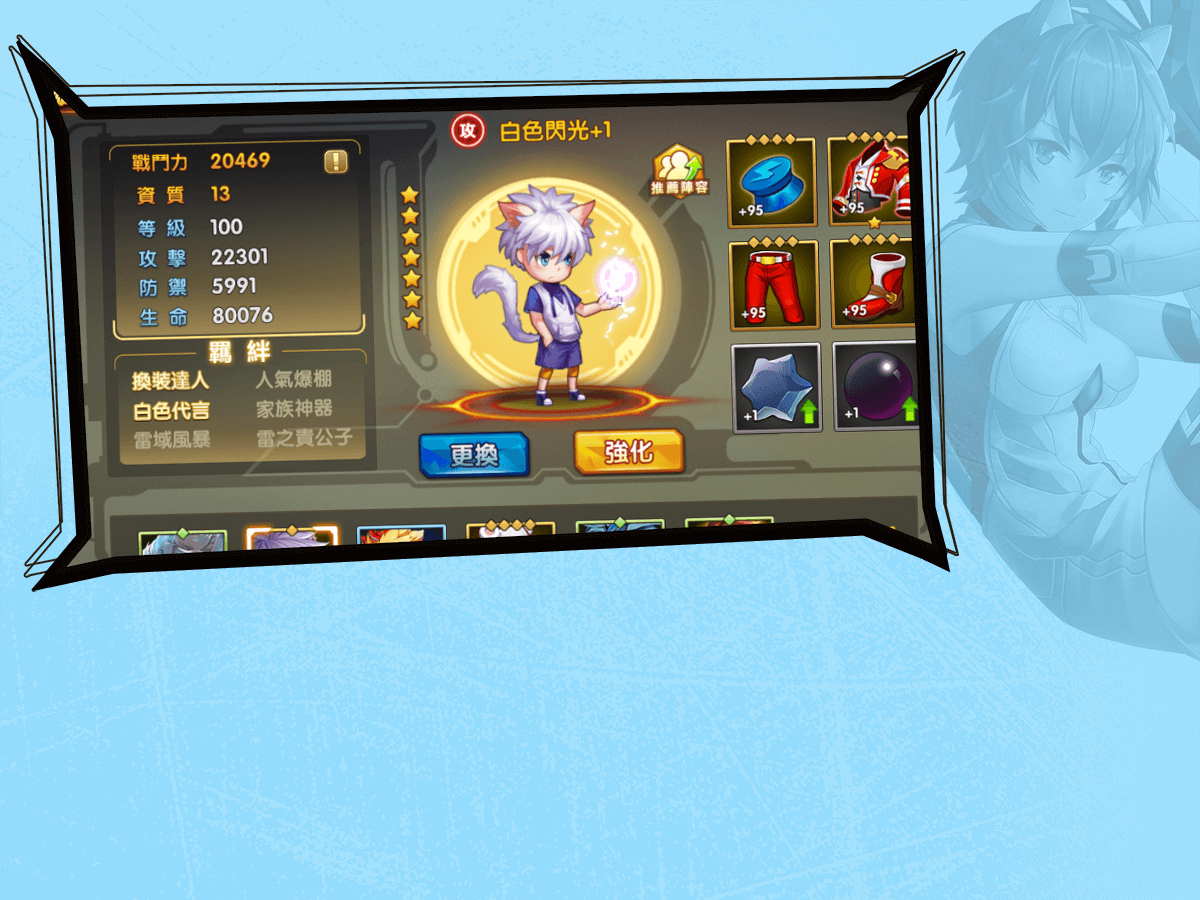 攻 白色閃光+1
戰鬥力 20469
資質 13
等級 100
攻擊 22301
防禦 5991
生命 80076
羈絆
換裝達人 人氣爆棚
白色代言 家族神器
雷域風暴 雷之貴公子
推薦陣容
+95 +95
+95 +95
+1 +1
更換 強化